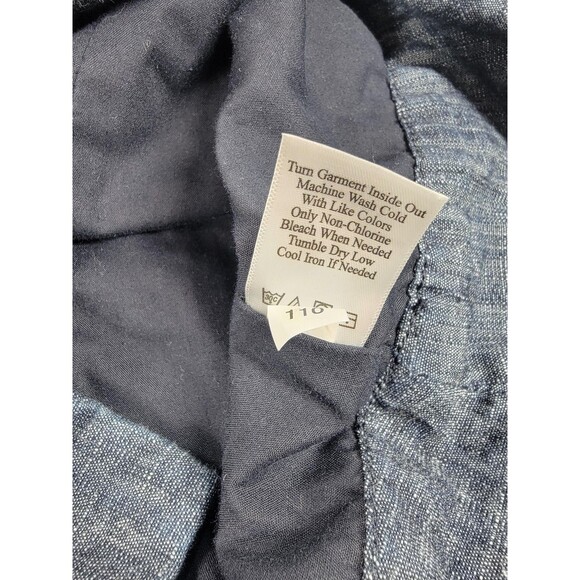 Turn Garment Inside Out
Machine Wash Cold
With Like Colors
Only Non-Chlorine
Bleach When Needed
Tumble Dry Low
Cool Iron If Needed